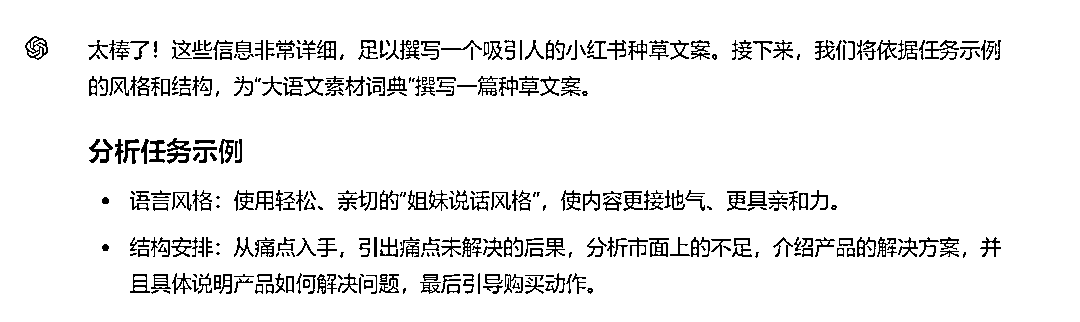 太棒了！这些信息非常详细，足以撰写一个吸引人的小红书种草文案。接下来，我们将依据任务示例
的风格和结构，为“大语文素材词典”撰写一篇种草文案。
分析任务示例
• 语言风格：使用轻松、亲切的“姐妹说话风格”，使内容更接地气、更具亲和力。
• 结构安排：从痛点入手，引出痛点未解决的后果，分析市面上的不足，介绍产品的解决方案，并
且具体说明产品如何解决问题，最后引导购买动作。